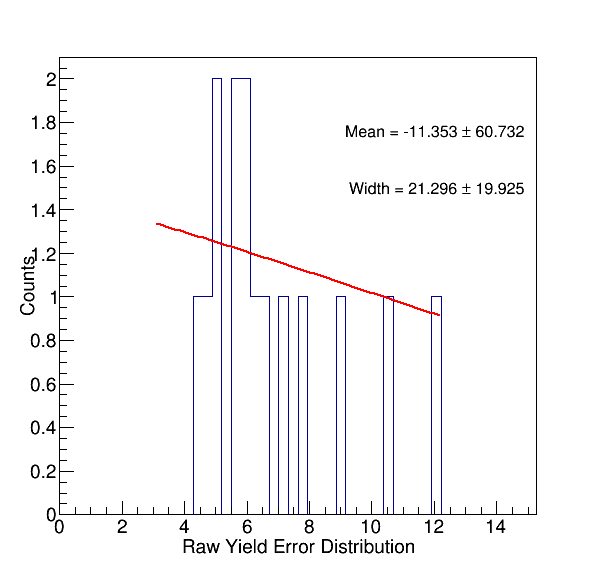 2
1.8
1.6
1.4
1.2
1
0.8
0.6
0.4
0.2
0
Counts
Mean = -11.353 ± 60.732
Width = 21.296 ± 19.925
0 2 4 6 8 10 12 14
Raw Yield Error Distribution